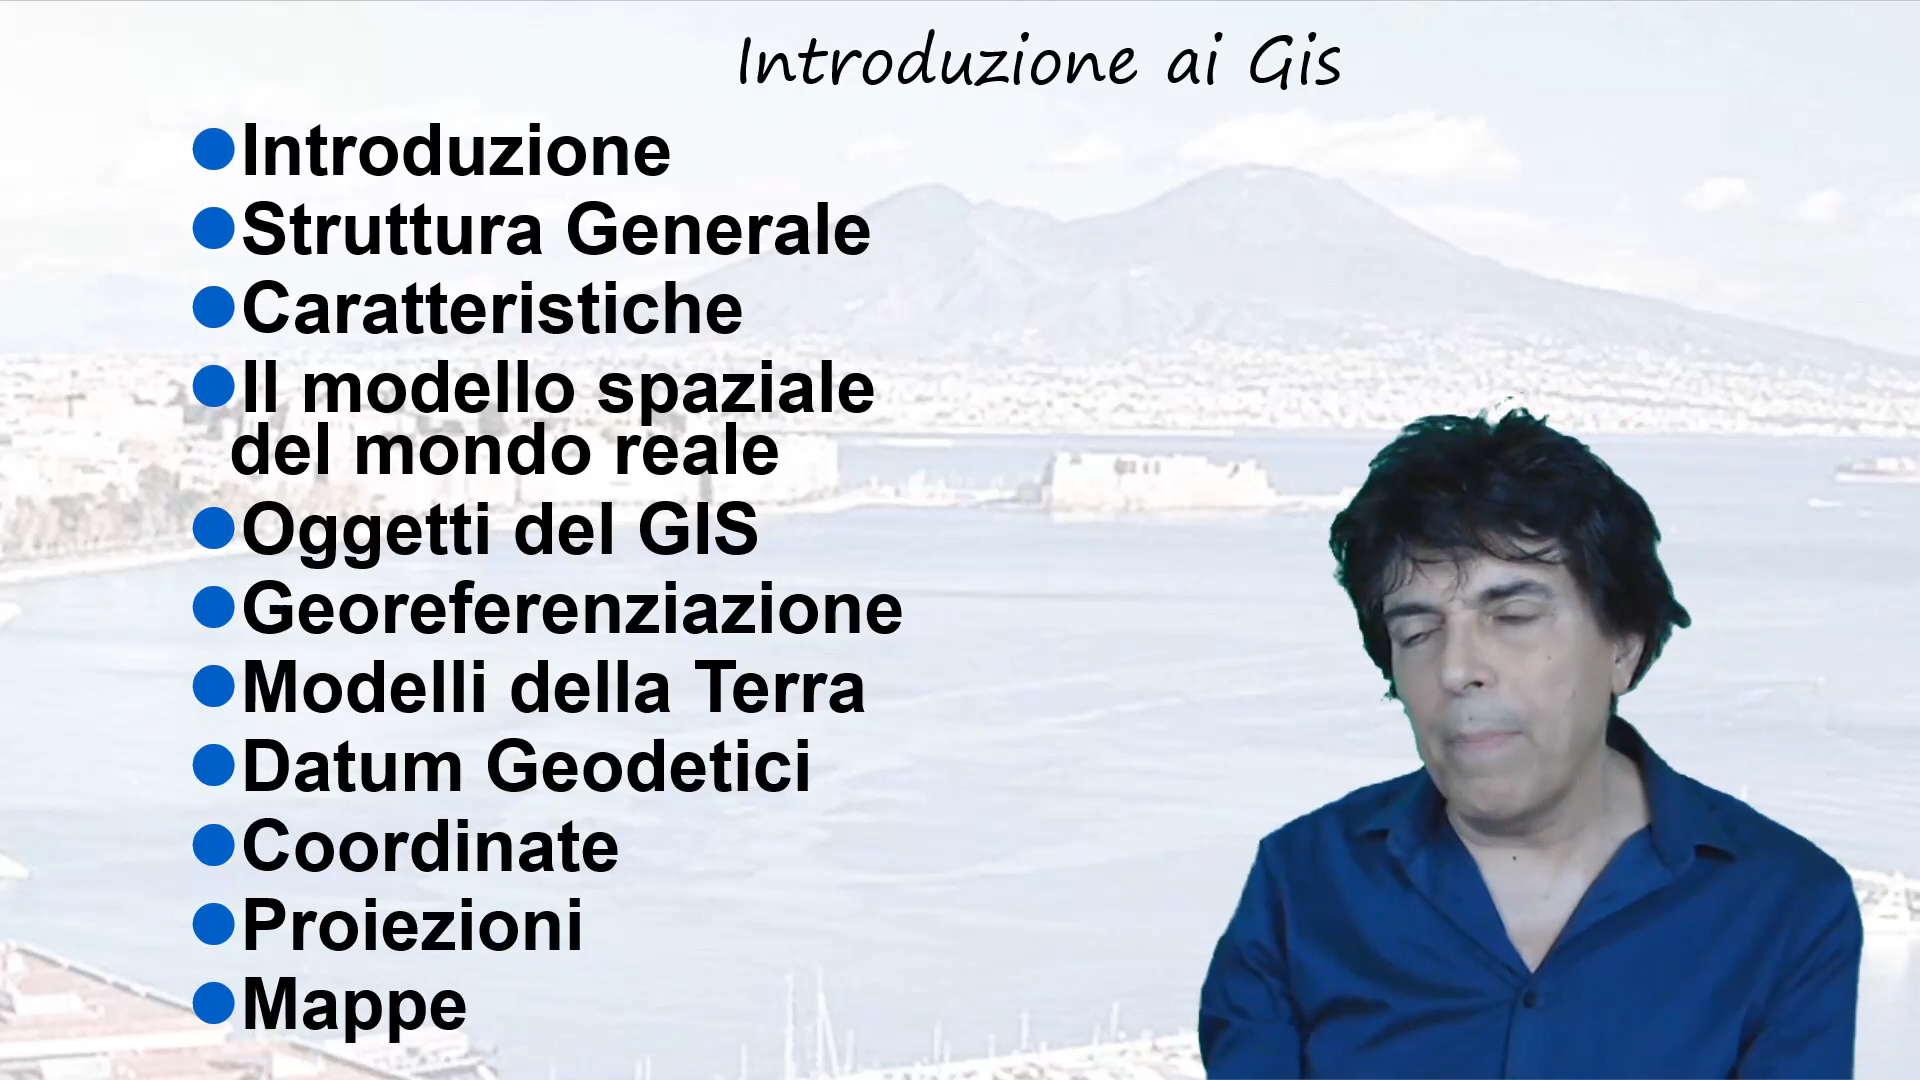 Introduzione ai Gis
Introduzione
Struttura Generale
Caratteristiche
Il modello spaziale
del mondo reale
Oggetti del GIS
Georeferenziazione
Modelli della Terra
Datum Geodetici
Coordinate
Proiezioni
Mappe